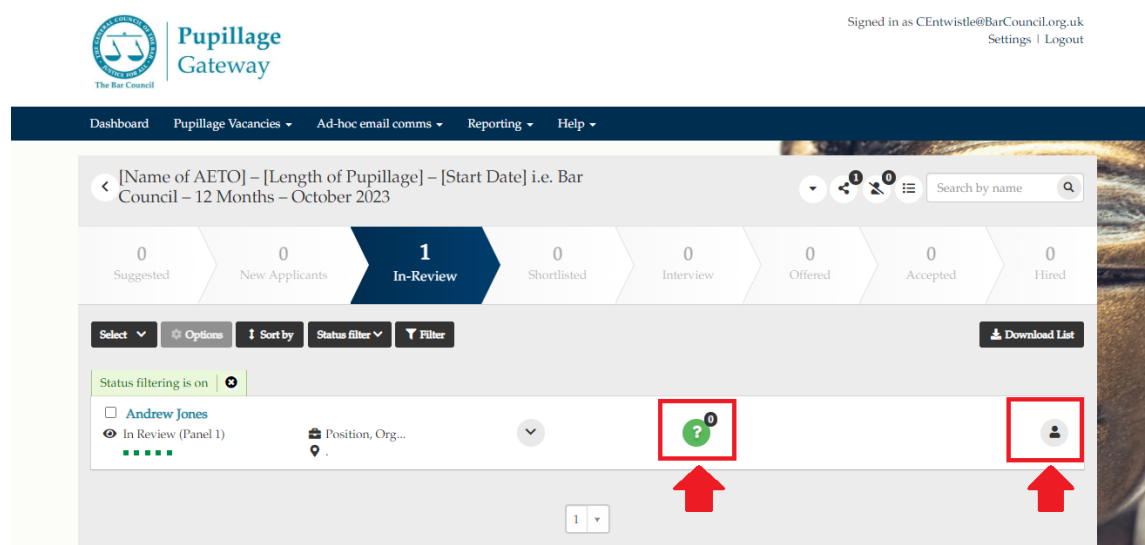 Signed in as CEntwistle@BarCouncil.org.uk
Settings | Logout
Pupillage
Gateway
The Bar Council
Dashboard Pupillage Vacancies Ad-hoc email comms Reporting Help
[Name of AETO] – [Length of Pupillage] – [Start Date] i.e. Bar
Council – 12 Months – October 2023
1 0 Search by name
0 0 1 0 0 0 0 0
Suggested New Applicants In-Review Shortlisted Interview Offered Accepted Hired
Select Options Sort by Status filter Filter Download List
Status filtering is on
Andrew Jones
In Review (Panel 1) Position, Org... ? 0
.
1